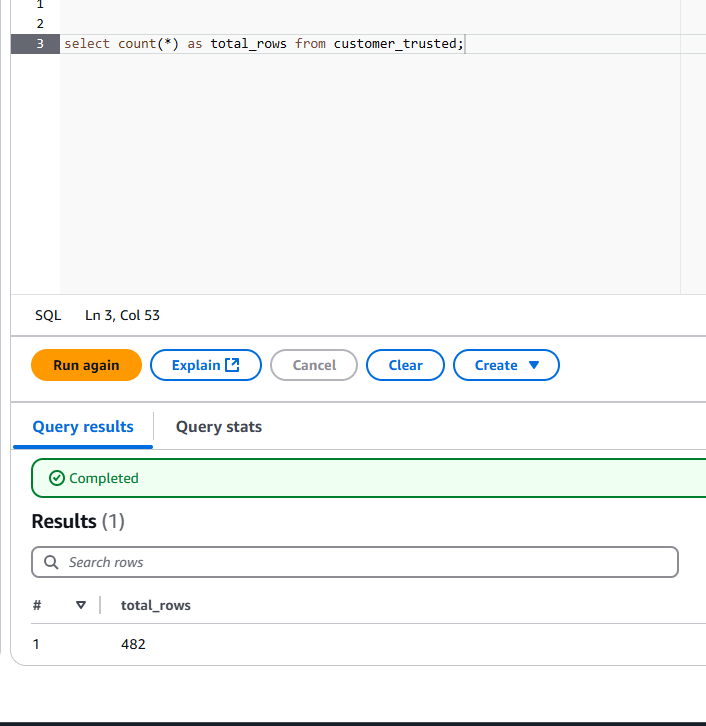 1
2
3 select count(*) as total_rows from customer_trusted;
SQL Ln 3, Col 53
Run again Explain Cancel Clear Create
Query results Query stats
Completed
Results (1)
Search rows
# total_rows
1 482